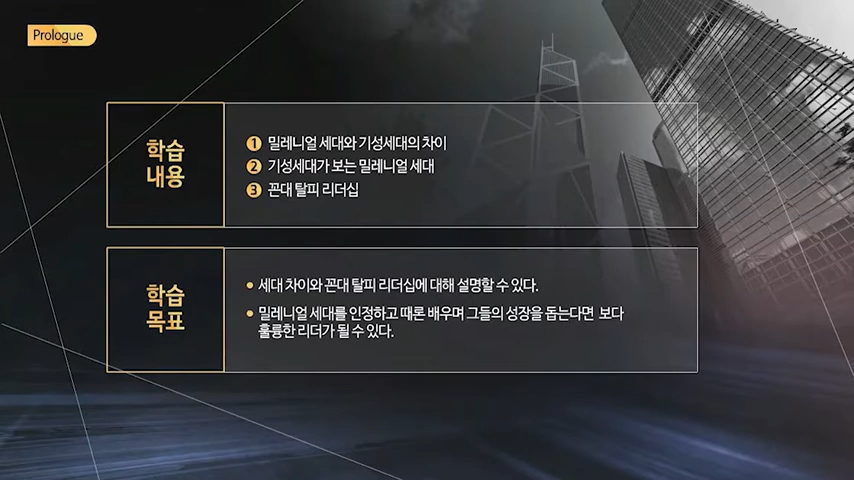 Prologue
학습
내용
1 밀레니얼 세대와 기성세대의 차이
2 기성세대가 보는 밀레니얼 세대
3 꼰대 탈피 리더십
학습
목표
• 세대 차이와 꼰대 탈피 리더십에 대해 설명할 수 있다.
• 밀레니얼 세대를 인정하고 때론 배우며 그들의 성장을 돕는다면 보다
훌륭한 리더가 될 수 있다.